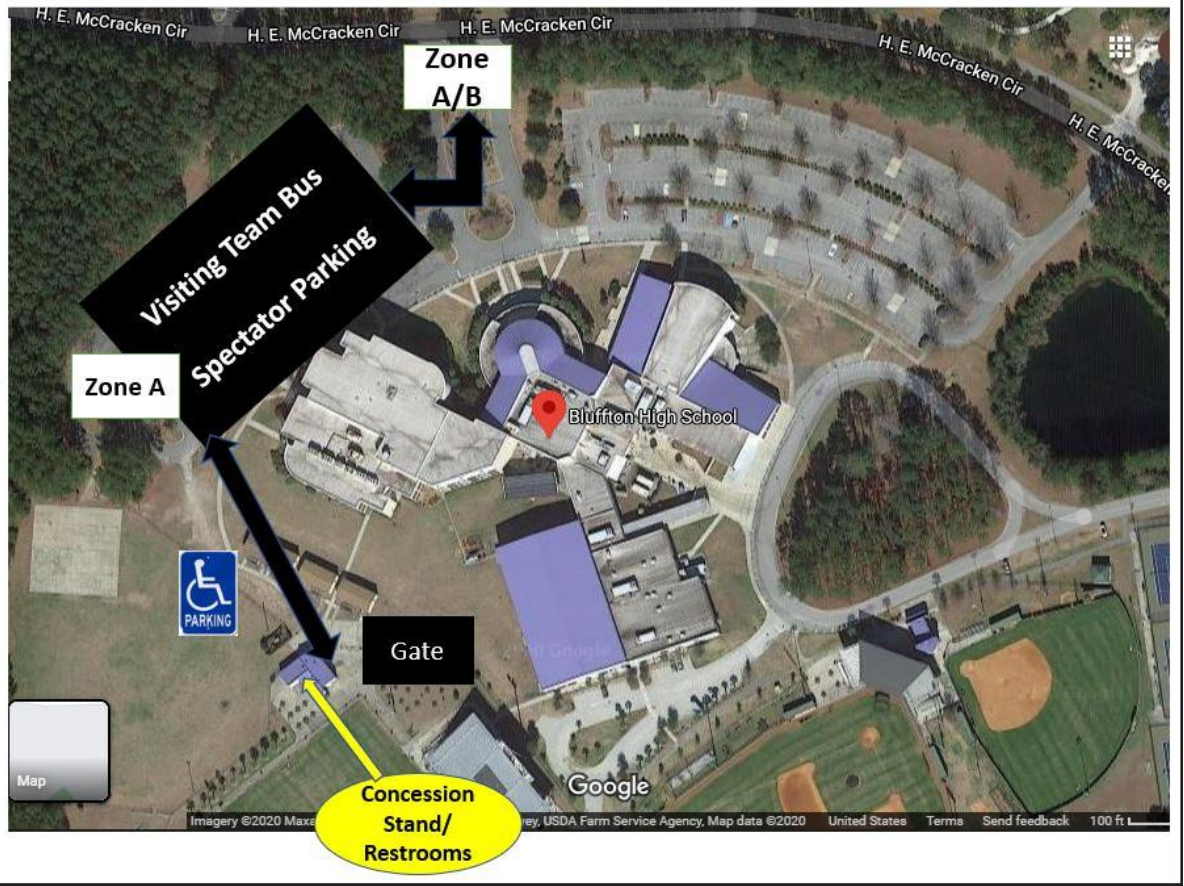 H. E. McCracken Cir
H. E. McCracken Cir
H. E. McCracken Cir
H. E. McCracken Cir
H. E. McCracken
Zone
A/B
Visiting Team Bus
Spectator Parking
Zone A
Bluffton High School
PARKING
Gate
Map
Google
Concession
Stand/
Restrooms
Imagery ©2020 Maxa
vey, USDA Farm Service Agency, Map data ©2020 United States Terms Send feedback 100 ft